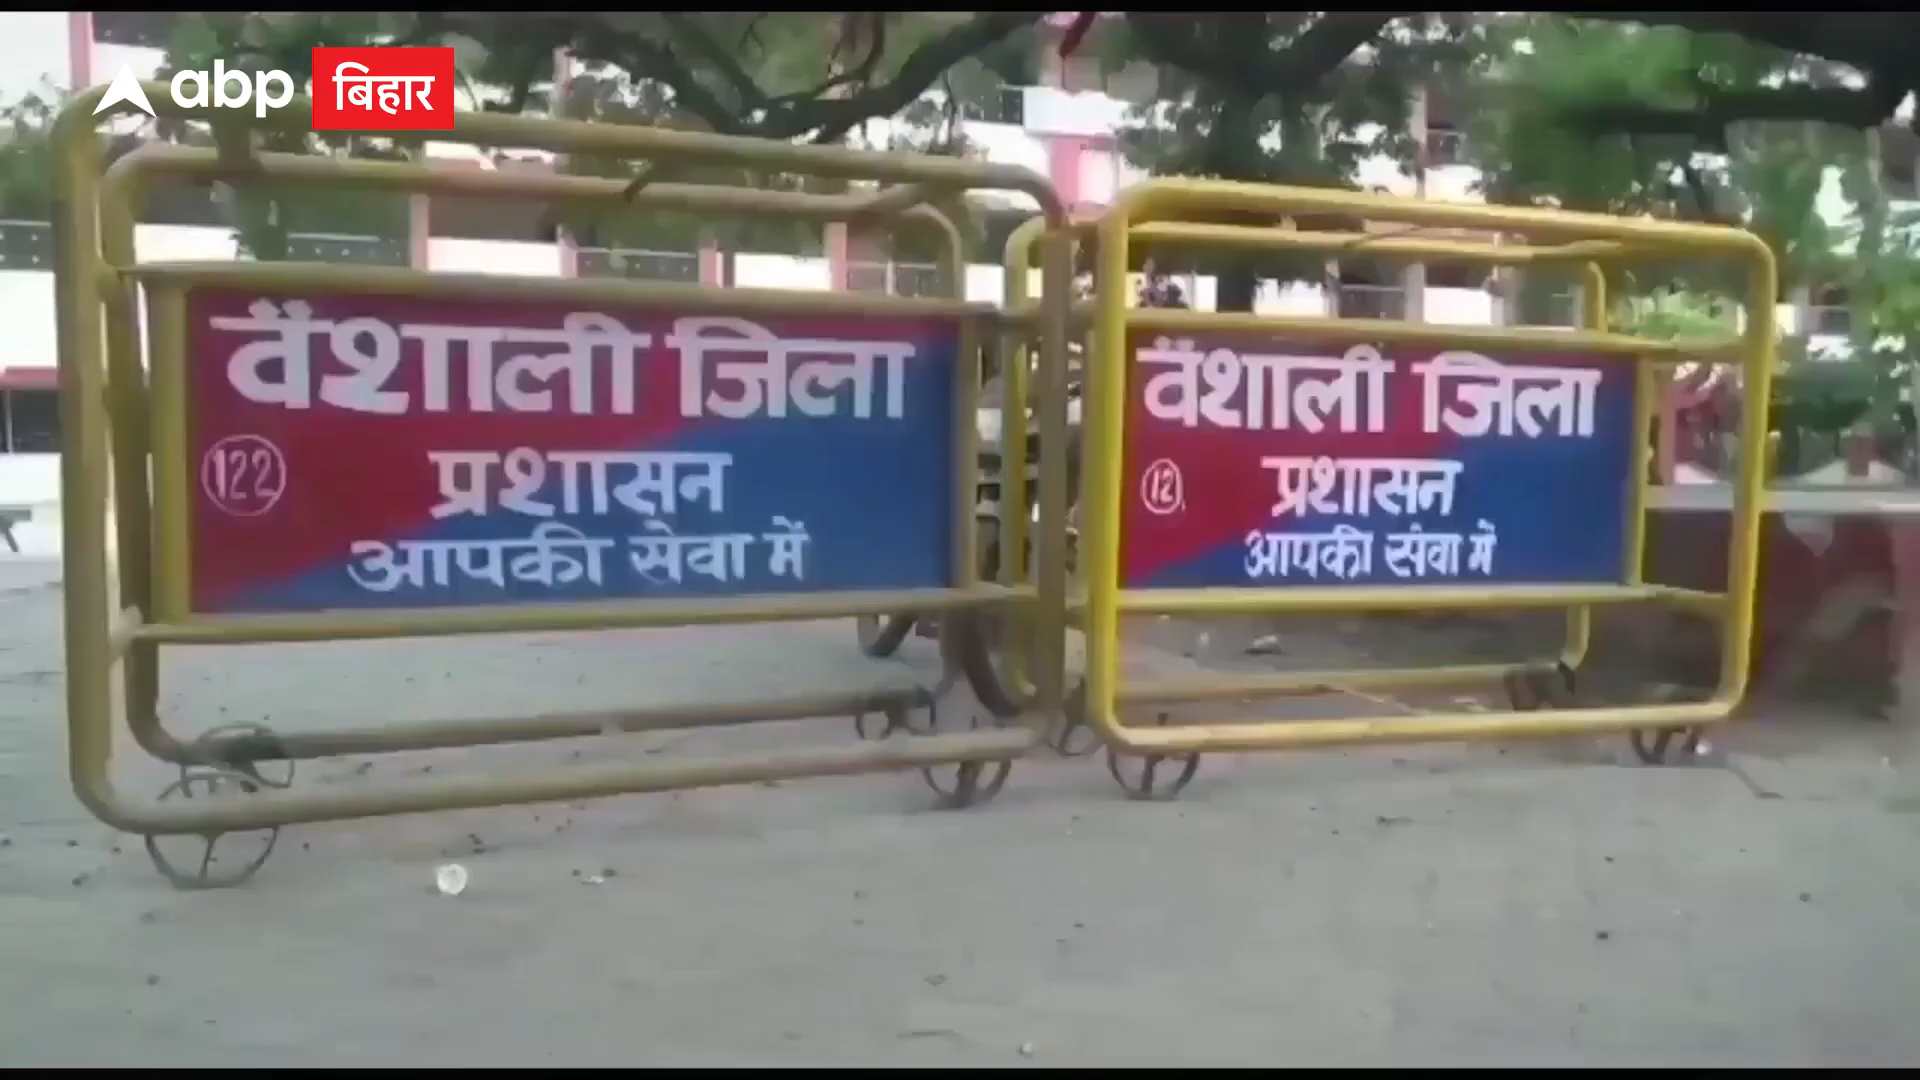 abp बिहार
वैशाली जिला
122
प्रशासन
आपकी सेवा में
वैशाली जिला
12
प्रशासन
आपकी सेवा में